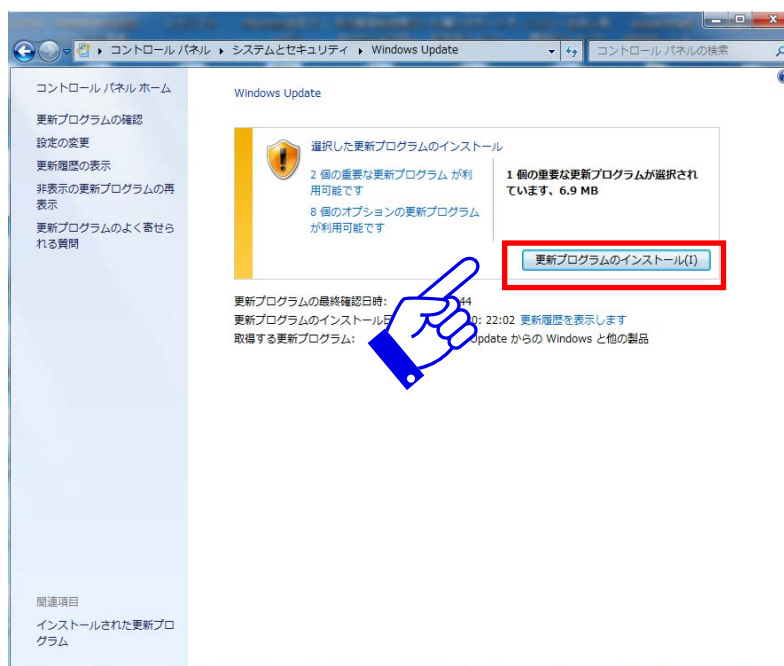 コントロール パネル ▸ システムとセキュリティ ▸ Windows Update
コントロール パネルの検索
コントロール パネル ホーム
更新プログラムの確認
設定の変更
更新履歴の表示
非表示の更新プログラムの再
表示
更新プログラムのよく寄せら
れる質問
Windows Update
選択した更新プログラムのインストール
2 個の重要な更新プログラム が利
用可能です
8 個のオプションの更新プログラム
が利用可能です
1 個の重要な更新プログラムが選択され
ています、6.9 MB
更新プログラムのインストール(I)
更新プログラムの最終確認日時: 44
更新プログラムのインストール日 0: 22:02 更新履歴を表示します
取得する更新プログラム: Update からの Windows と他の製品
関連項目
インストールされた更新プロ
グラム